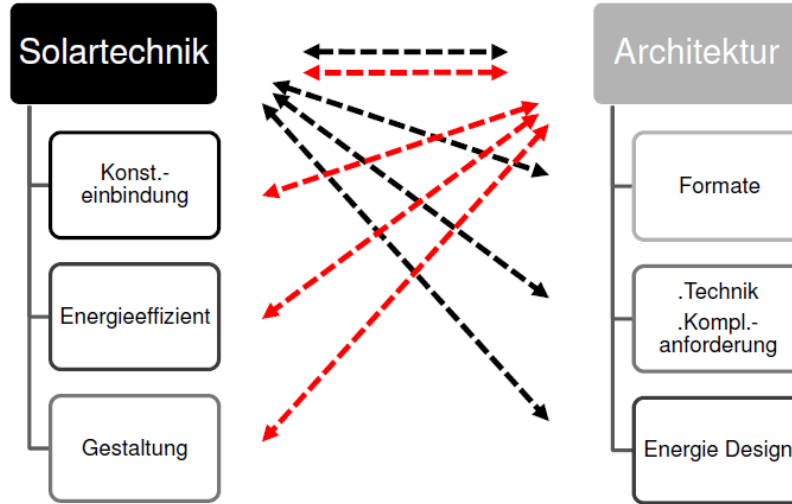 Solartechnik
Konst.-
einbindung
Energieeffizient
Gestaltung
Architektur
Formate
.Technik
.Kompl.-
anforderung
Energie Design